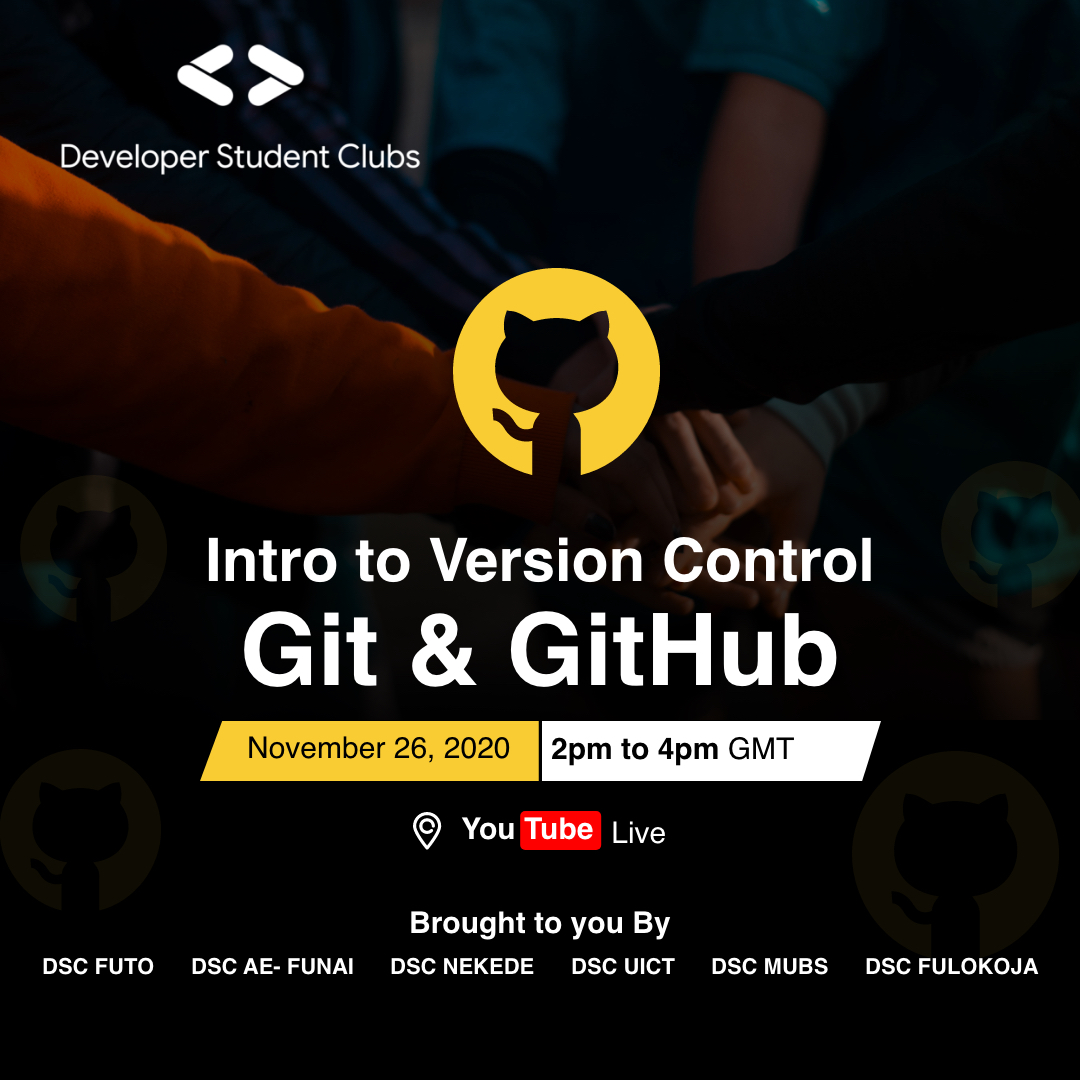 Developer Student Clubs
Intro to Version Control
Git & GitHub
November 26, 2020 2pm to 4pm GMT
YouTube Live
Brought to you By
DSC FUTO DSC AE- FUNAI DSC NEKEDE DSC UICT DSC MUBS DSC FULOKOJA